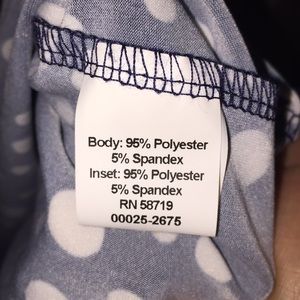 Body: 95% Polyester
5% Spandex
Inset: 95% Polyester
5% Spandex
RN 58719
00025-2675